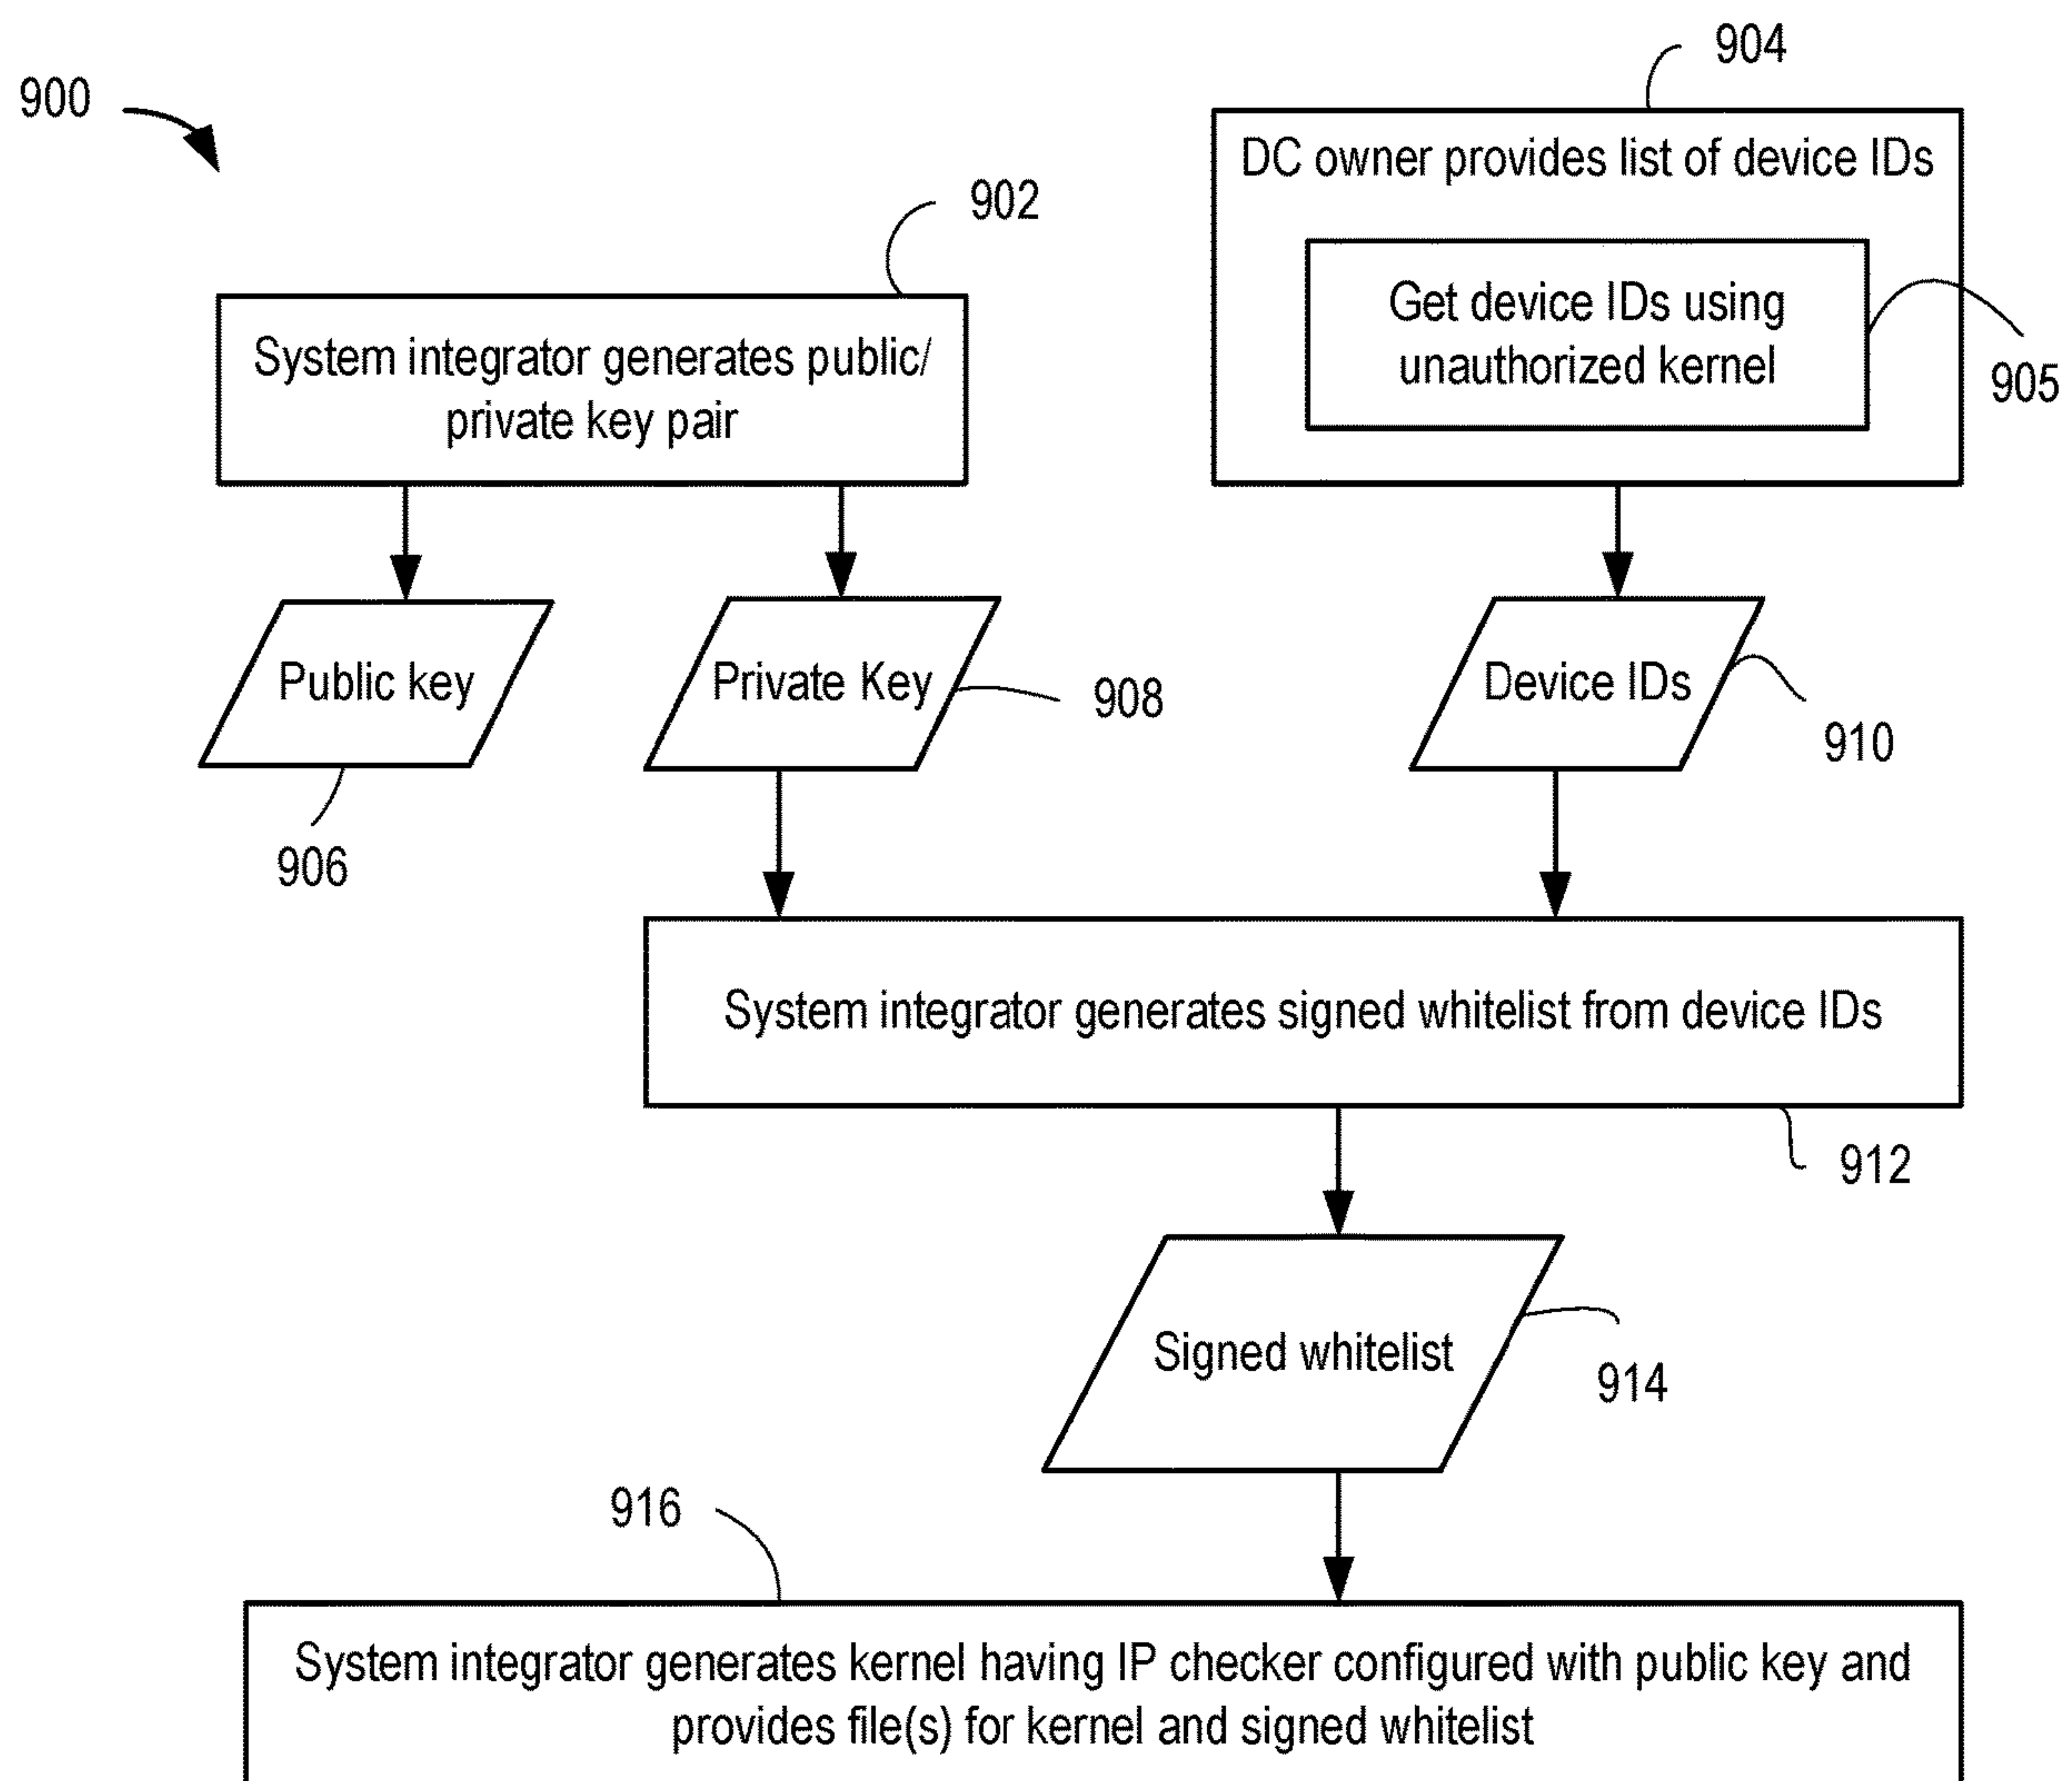 904
900
DC owner provides list of device IDs
902
Get device IDs using
unauthorized kernel
System integrator generates public/
private key pair
905
Public key
Private Key
908
Device IDs
910
906
System integrator generates signed whitelist from device IDs
912
Signed whitelist
914
916
System integrator generates kernel having IP checker configured with public key and
provides file(s) for kernel and signed whitelist